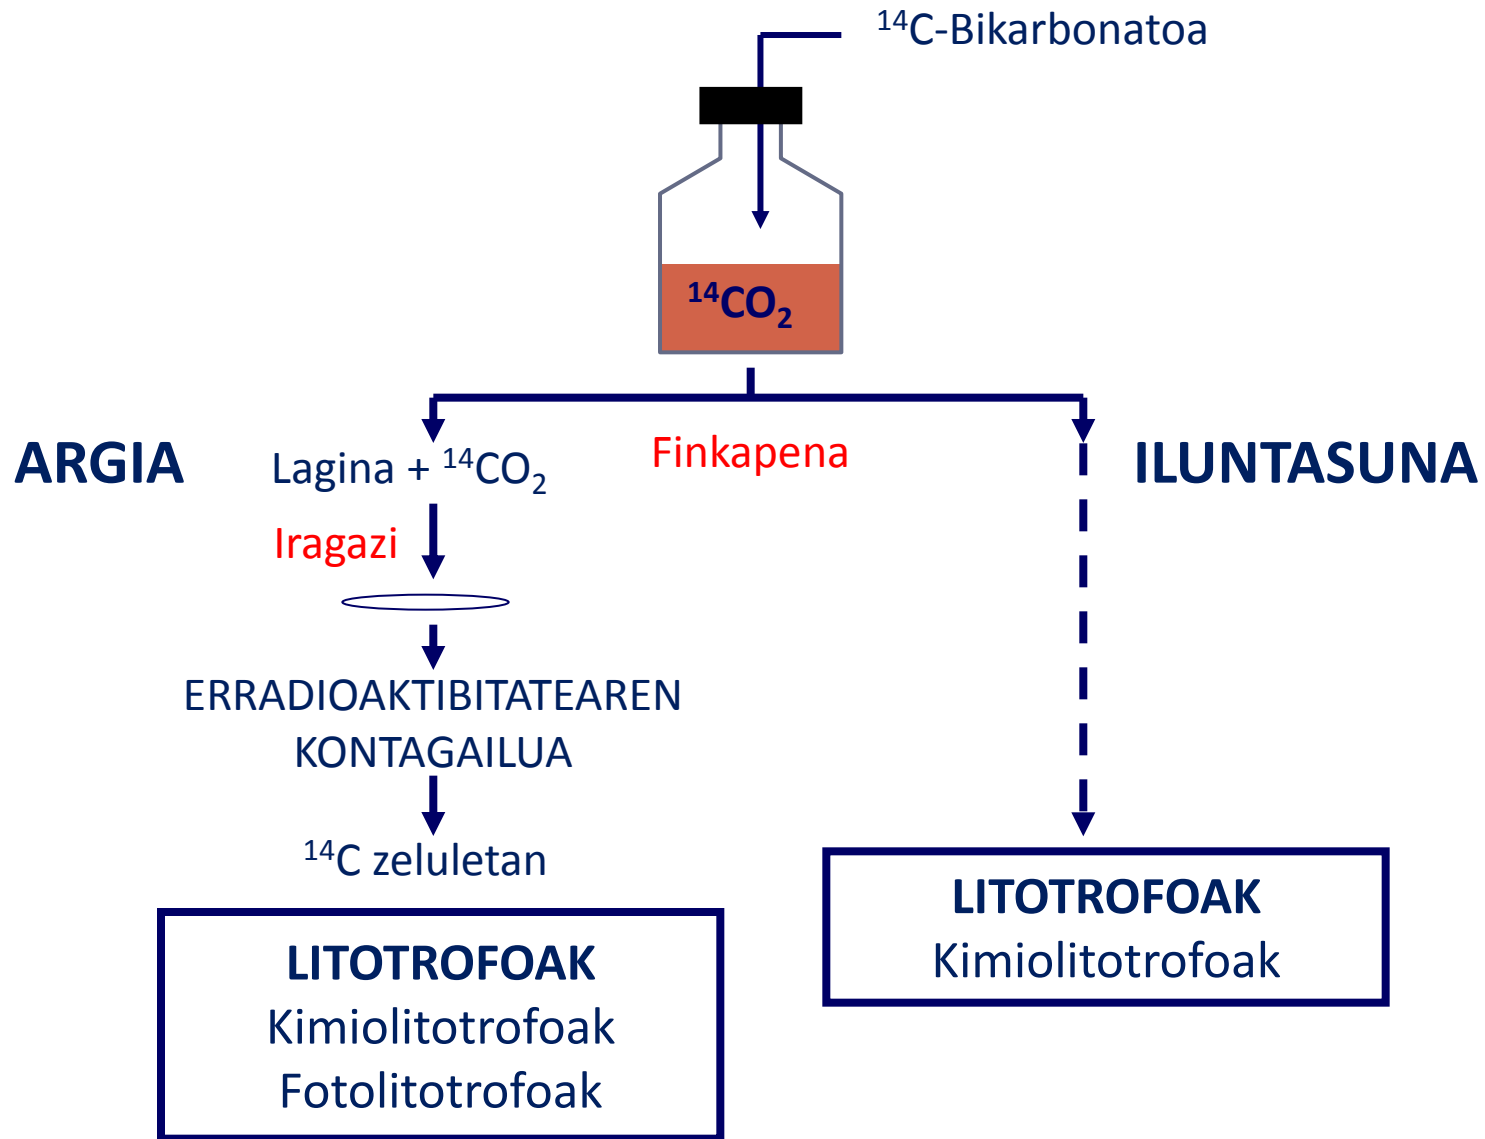 ¹⁴C-Bikarbonatoa
¹⁴CO₂
ARGIA
Lagina + ¹⁴CO₂
Finkapena
ILUNTASUNA
Iragazi
ERRADIOAKTIBITATEAREN
KONTAGAILUA
¹⁴C zeluletan
LITOTROFOAK
Kimiolitotrofoak
Fotolitotrofoak
LITOTROFOAK
Kimiolitotrofoak